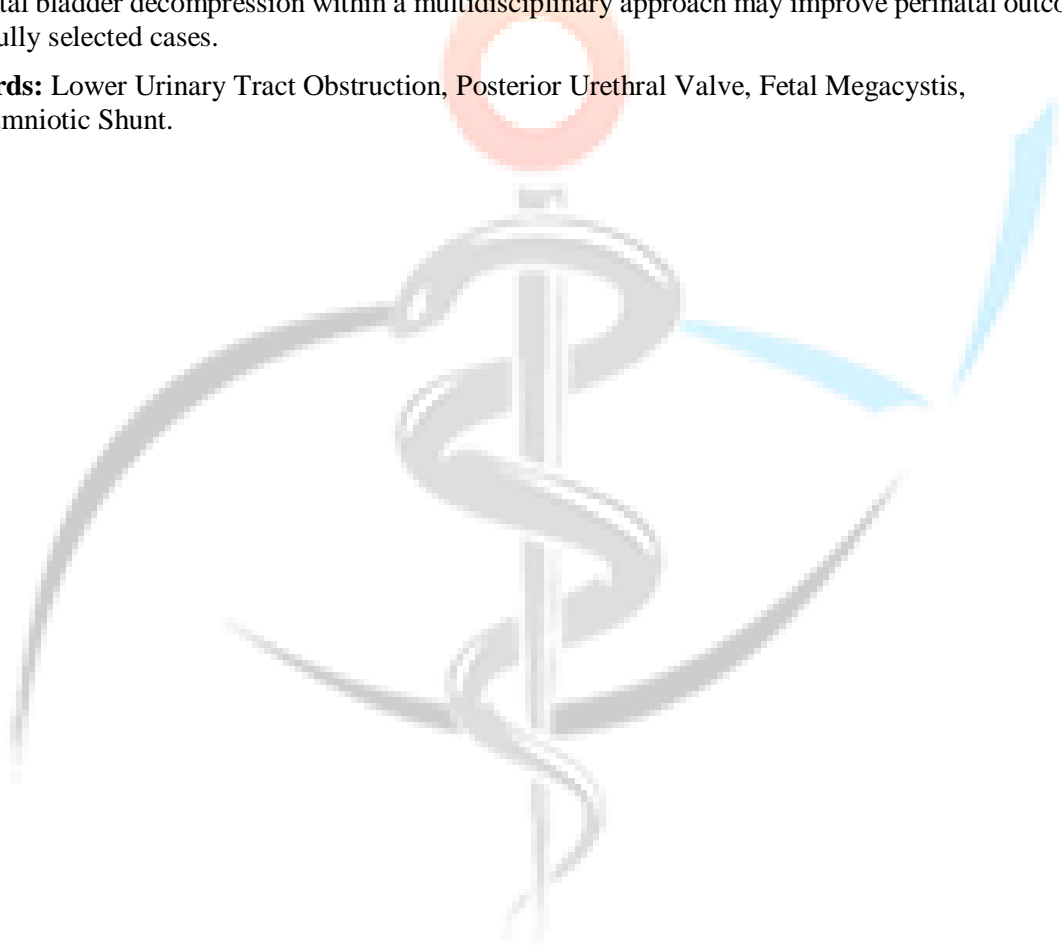 tal bladder decompression within a multidisciplinary approach may improve perinatal outco
ully selected cases.
rds: Lower Urinary Tract Obstruction, Posterior Urethral Valve, Fetal Megacystis,
mniotic Shunt.